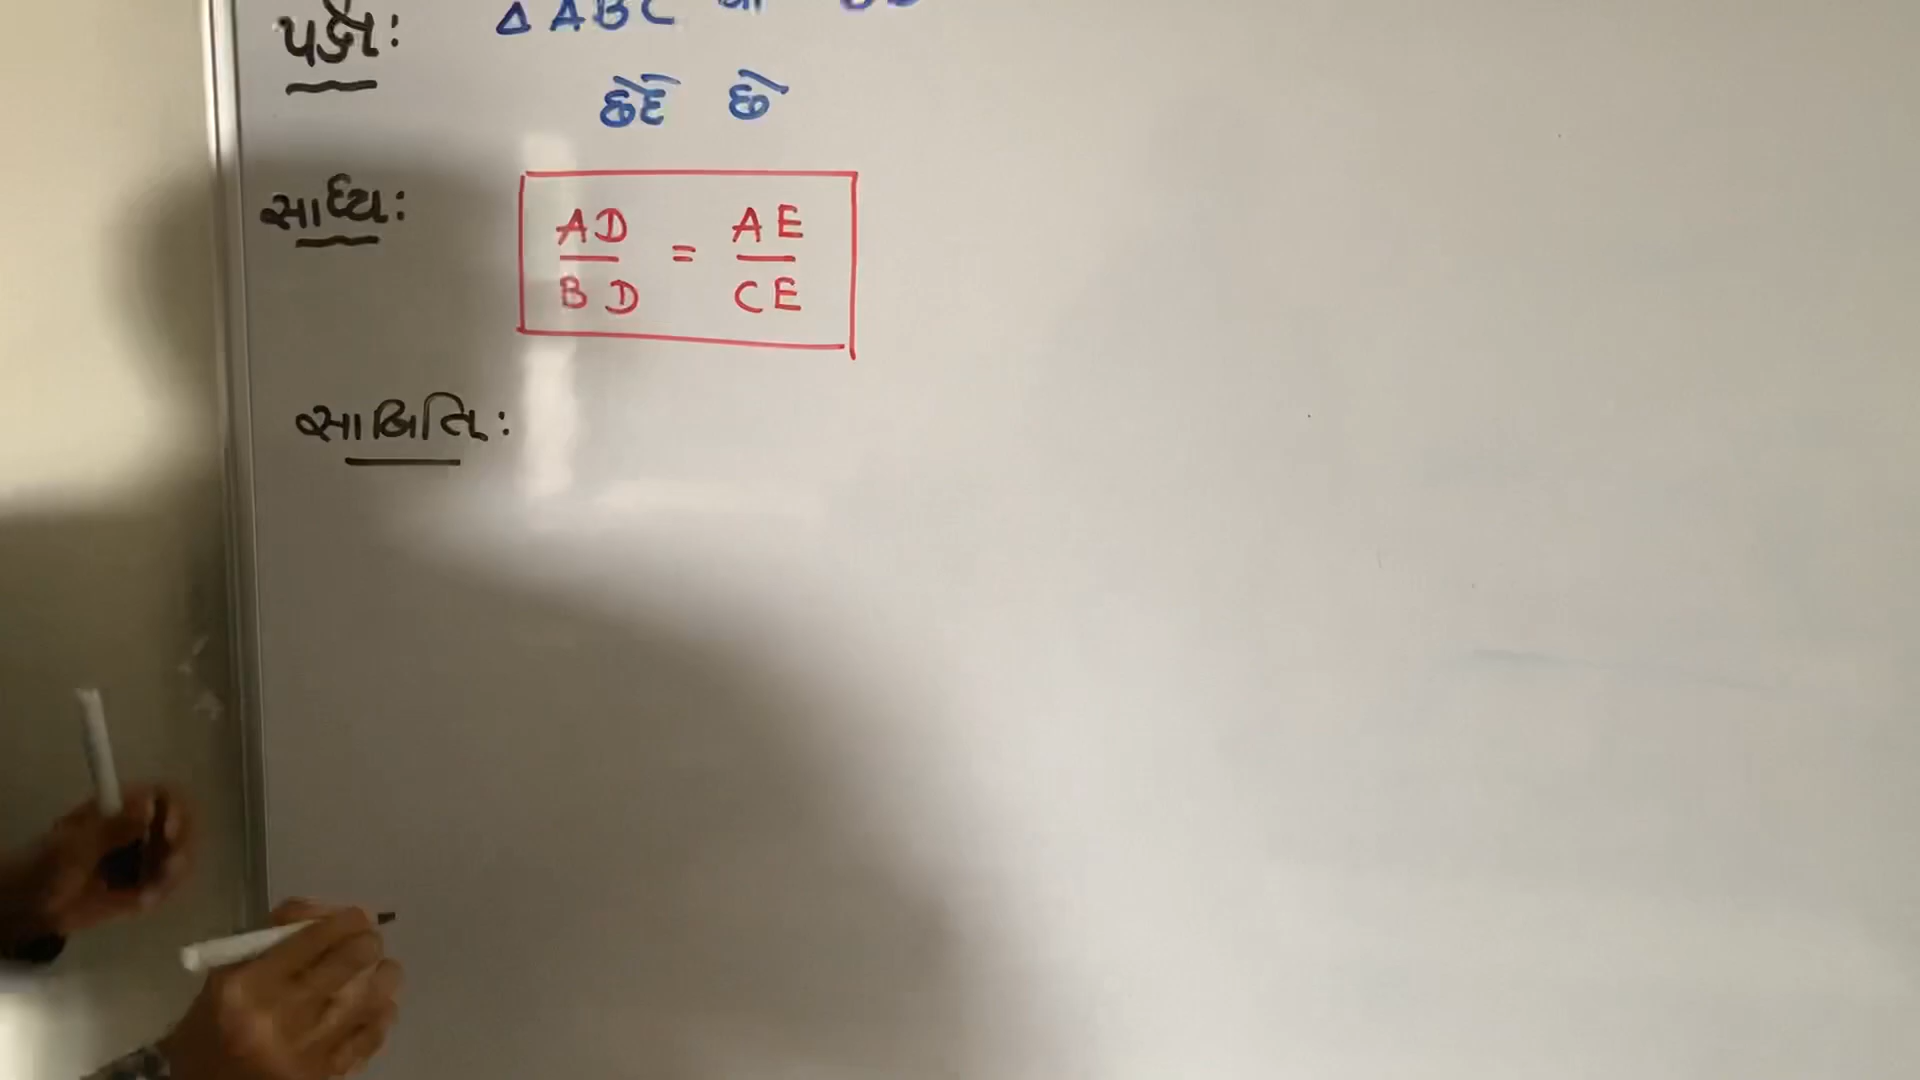 પક્ષ:
△ ABC
છેદે છે
સાધ્ય:
AD / BD = AE / CE
સાબિતિ: